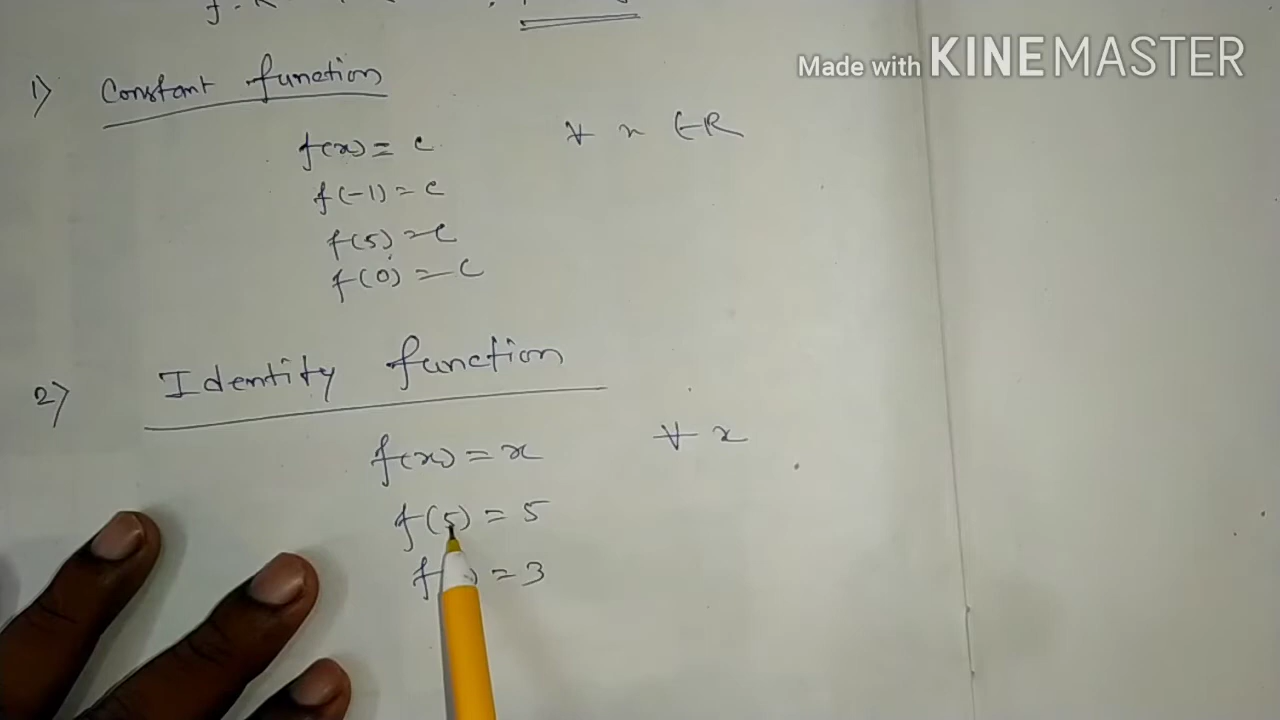 Made with KINEMASTER
1) Constant function
f(x) = c ∀ x ∈ R
f(-1) = c
f(5) = c
f(0) = c
2) Identity function
f(x) = x ∀ x
f(5) = 5
= 3